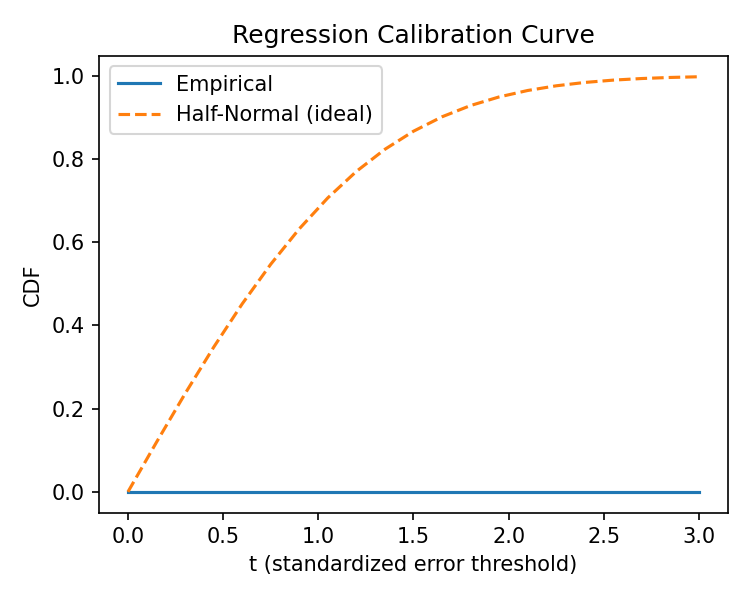 Regression Calibration Curve
Empirical
Half-Normal (ideal)
1.0
0.8
0.6
0.4
0.2
0.0
CDF
0.0 0.5 1.0 1.5 2.0 2.5 3.0
t (standardized error threshold)